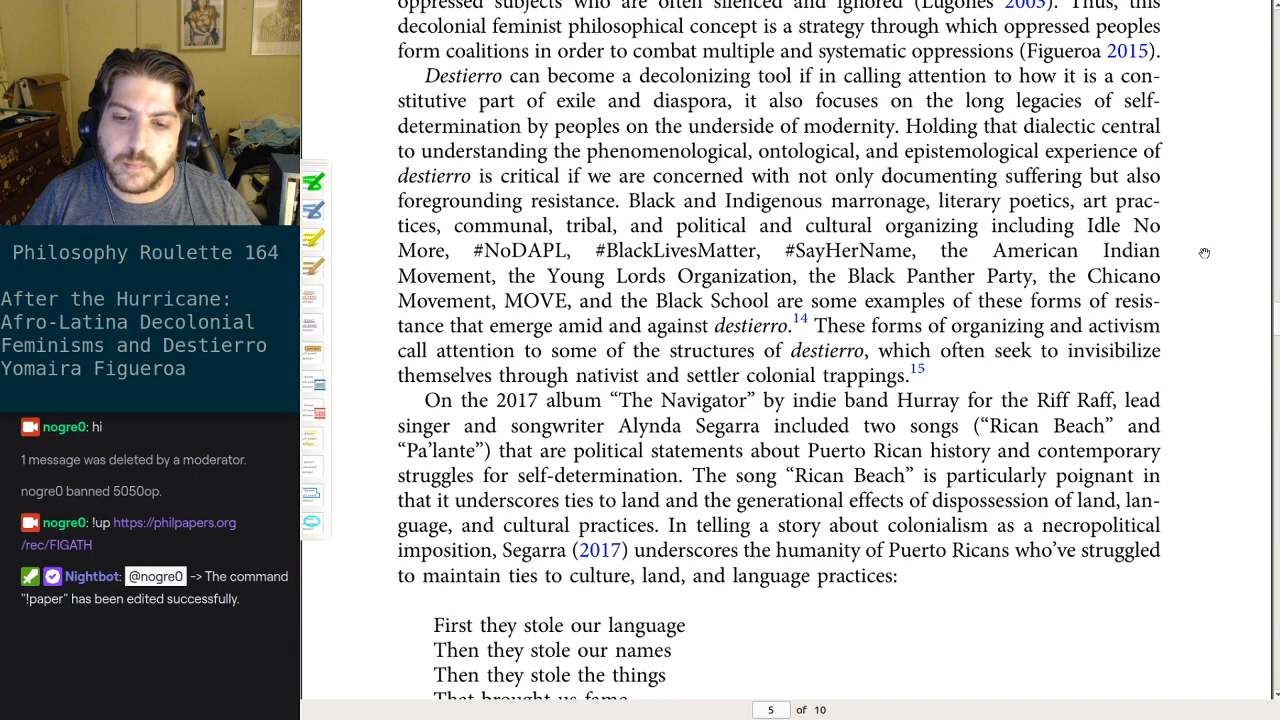 Philosophy Roulette 164
After the Hurricane:
Afro-Latina Decolonial
Feminisms and Destierro
Yomaira Figueroa
nogre0: hi
1 message was deleted by a moderator.
nogre0 banned 5050op.
nogre0: !up https://philpapers.org
/rec/FIGATH
Nightbot: @nogre0 -> The command
"!paper" has been edited successfully.
oppressed subjects who are often silenced and ignored (Lugones 2003). Thus, this
decolonial feminist philosophical concept is a strategy through which oppressed peoples
form coalitions in order to combat multiple and systematic oppressions (Figueroa 2015).
Destierro can become a decolonizing tool if in calling attention to how it is a con-
stitutive part of exile and diaspora, it also focuses on the long legacies of self-
determination by peoples on the underside of modernity. Holding that dialectic central
to understanding the phenomenological, ontological, and epistemological experience of
destierro is critical if we are concerned with not only documenting suffering but also
foregrounding resistance. Black and Indigenous marronage, literary poetics, art prac-
tices, communal, and political and cultural organizing including Idle No
More, #NoDAPL, #BlackLivesMatter, #SayHerName, the American Indian
Movement, the Young Lords Organization, the Black Panther Party, the Chicano
Movement, MOVE and the Black School are some examples of the forms of resis-
tance that emerge in and beyond destierro.14 These forms of organizing and artivism
call attention to some of the sources of destierro, which often seek to invisibilize
themselves through nativist and settler colonial trappings.15
On the 2017 album “The Navigator” by indie band Harray for the Riff Raff, lead
singer and songwriter Alynda Segarra includes two songs (“Rican Beach” and
“Pa'lante”) that are political statements about Puerto Rican history and contemporary
struggles for self-determination. The song “Rican Beach” is particularly poignant in
that it underscores ties to land and the generational effects of dispossession of land, lan-
guage, and cultural practices. In telling a story about colonialism as a necropolitical
imposition, Segarra (2017) underscores the humanity of Puerto Ricans who’ve struggled
to maintain ties to culture, land, and language practices:
First they stole our language
Then they stole our names
Then they stole the things
That brought us fame
5 of 10